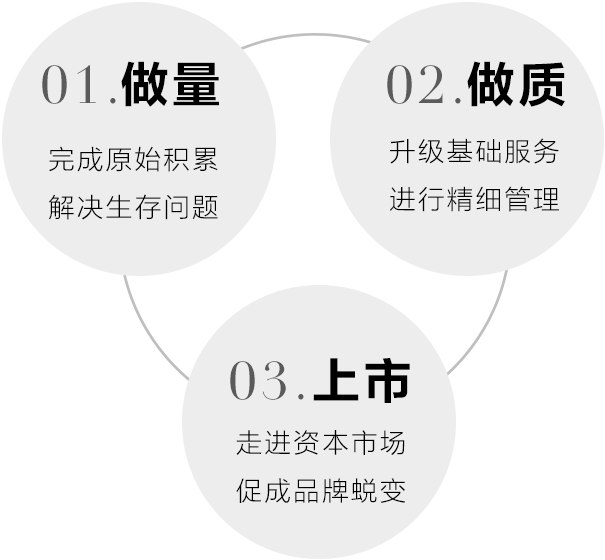 01.做量
完成原始积累
解决生存问题
02.做质
升级基础服务
进行精细管理
03.上市
走进资本市场
促成品牌蜕变